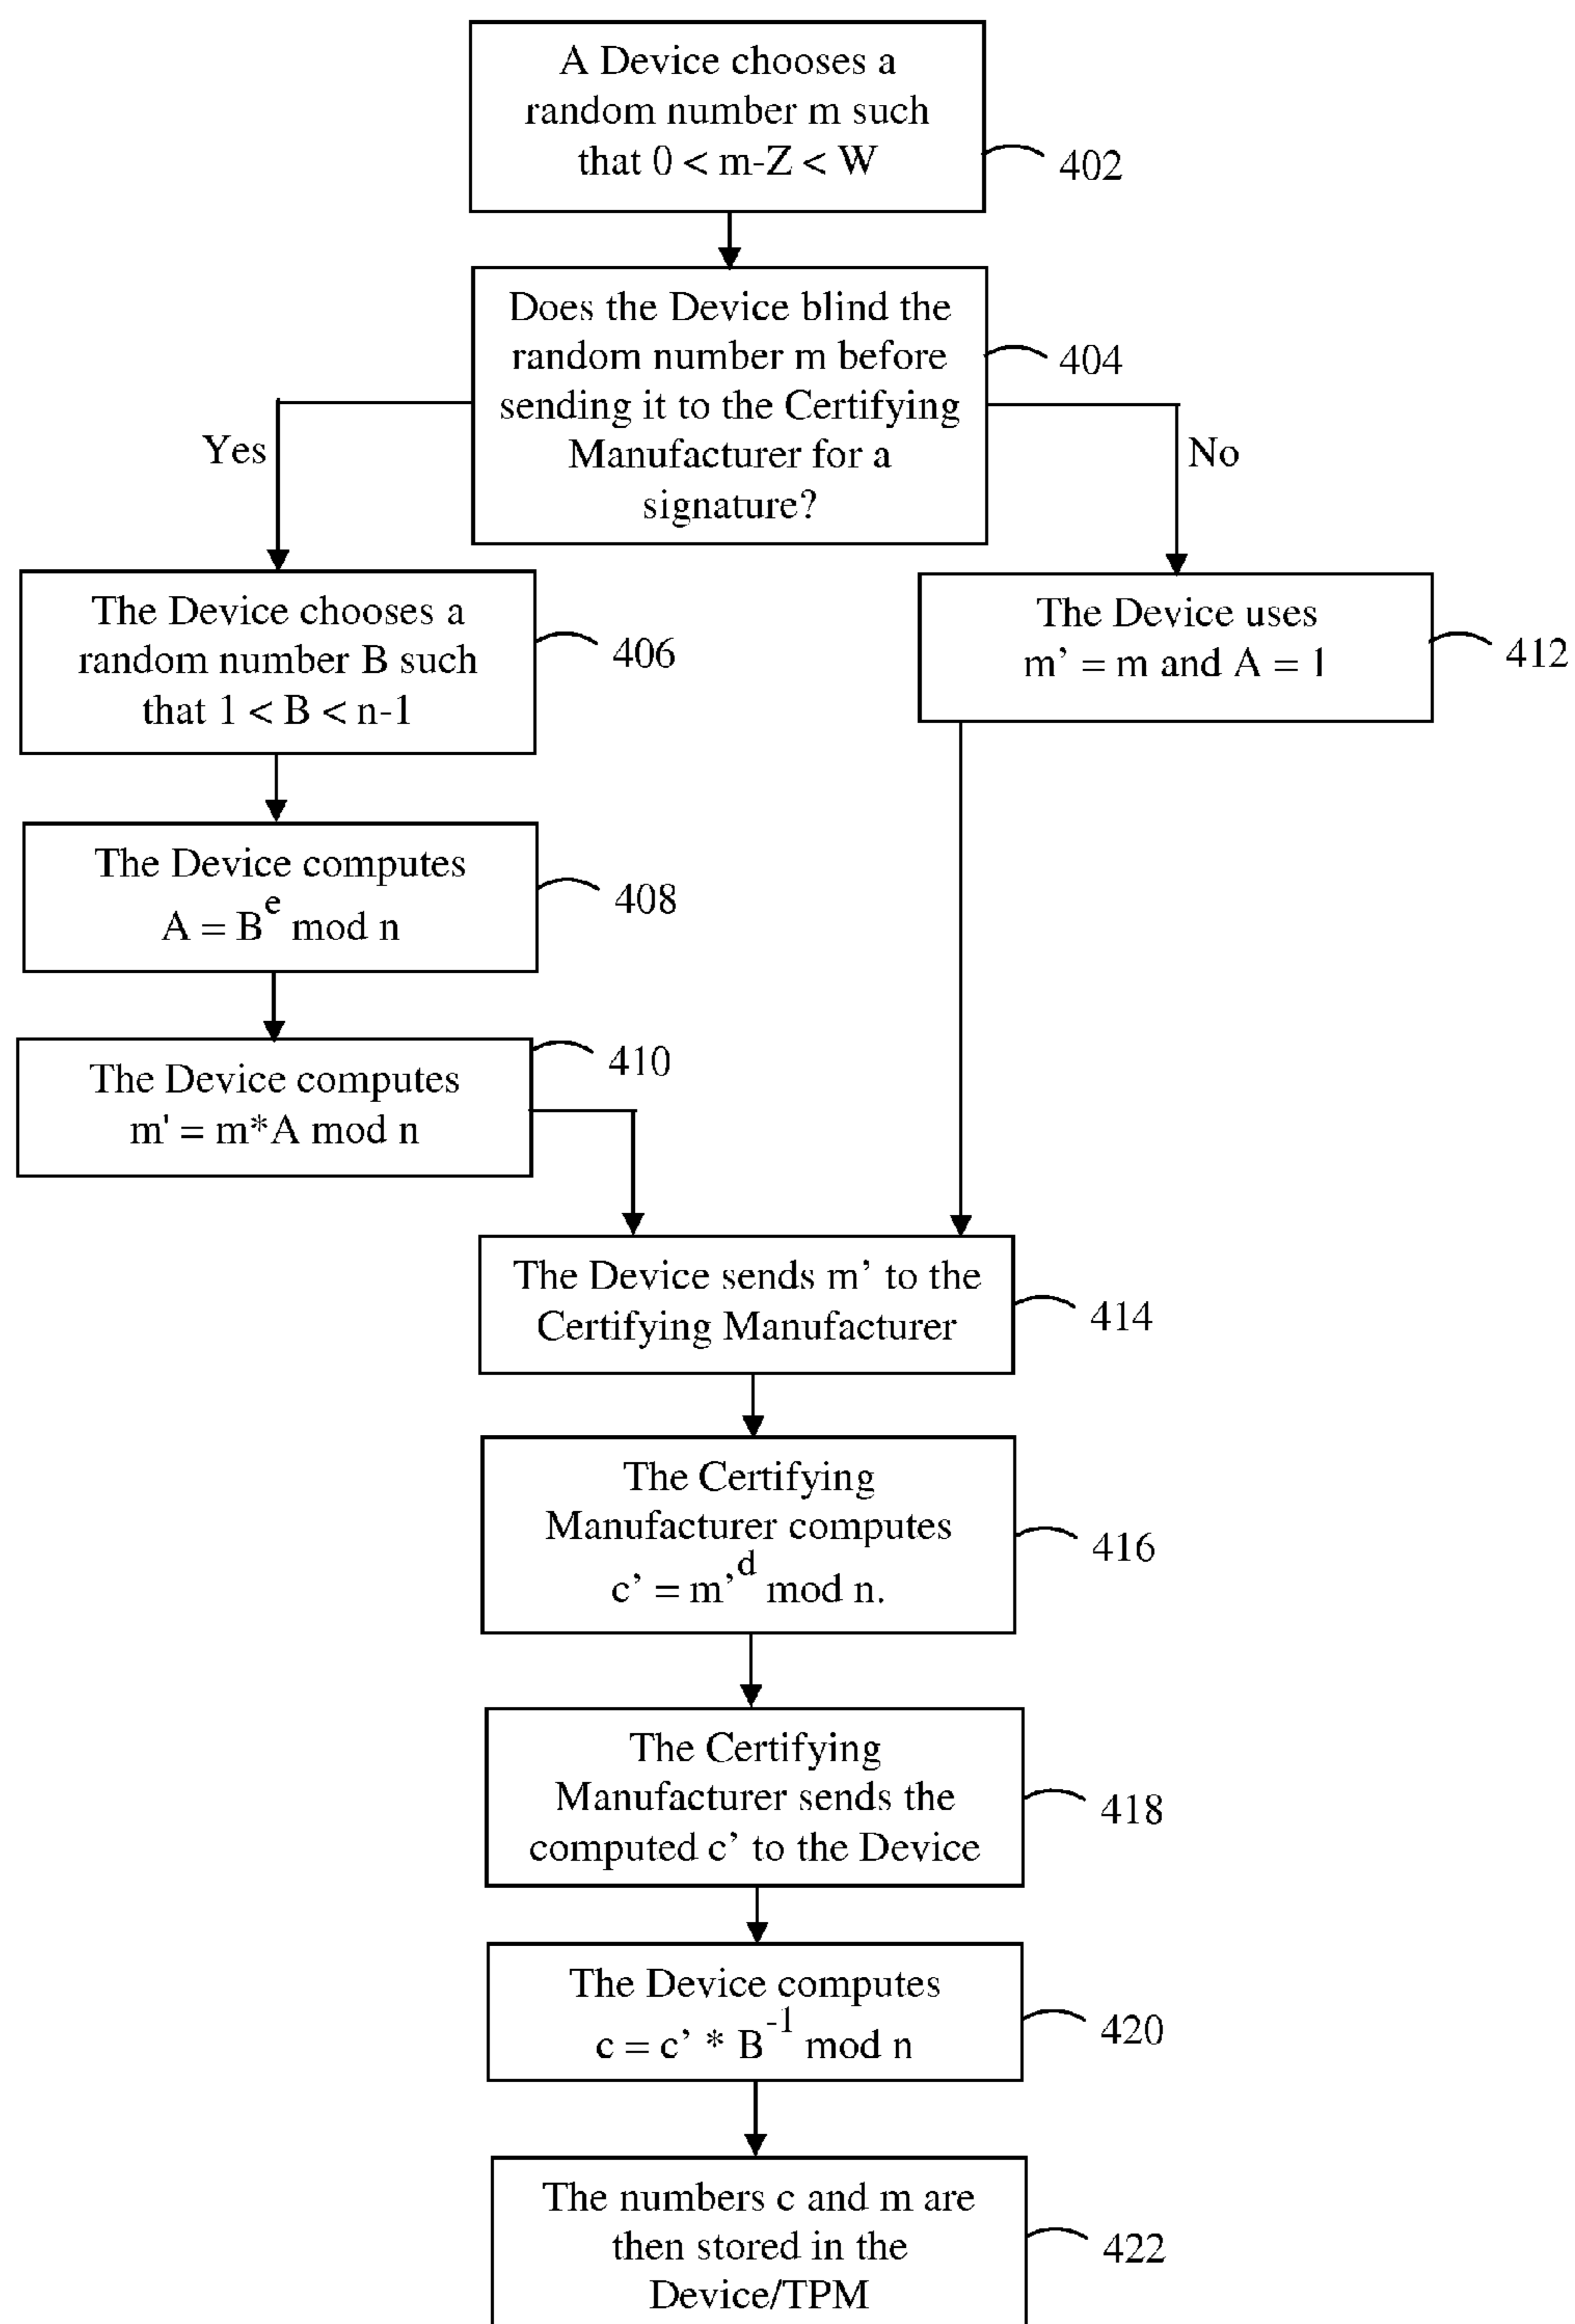 A Device chooses a
random number m such
that 0 < m-Z < W
402
Does the Device blind the
random number m before
sending it to the Certifying
Manufacturer for a
signature?
404
Yes
No
The Device chooses a
random number B such
that 1 < B < n-1
406
The Device uses
m’ = m and A = 1
412
The Device computes
A = B^e mod n
408
The Device computes
m' = m*A mod n
410
The Device sends m’ to the
Certifying Manufacturer
414
The Certifying
Manufacturer computes
c’ = m’^d mod n.
416
The Certifying
Manufacturer sends the
computed c’ to the Device
418
The Device computes
c = c’ * B^-1 mod n
420
The numbers c and m are
then stored in the
Device/TPM
422